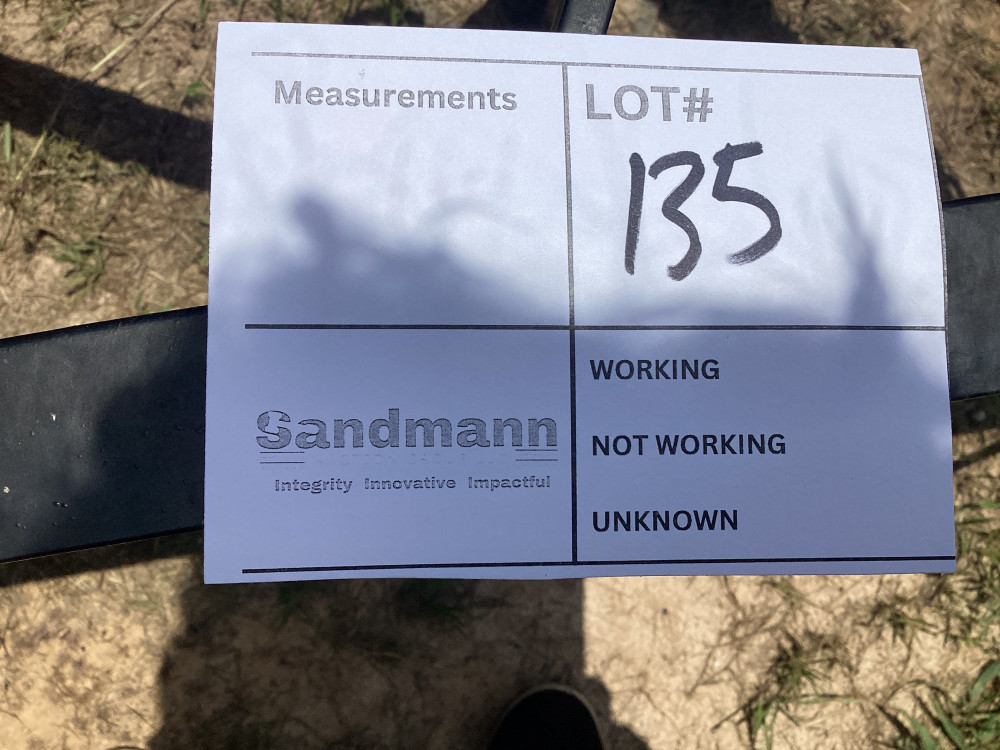 Measurements
LOT#
135
WORKING
NOT WORKING
UNKNOWN
Sandmann
Integrity Innovative Impactful